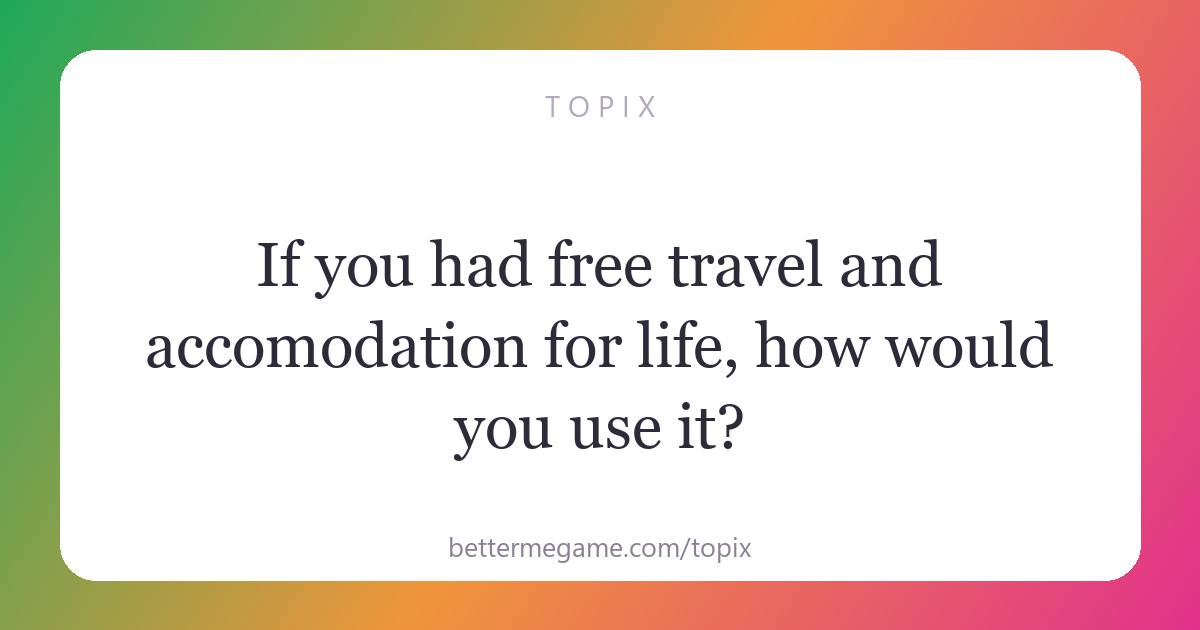 TOPIX
If you had free travel and
accomodation for life, how would
you use it?
bettermegame.com/topix